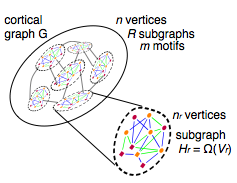 cortical
graph G
n vertices
R subgraphs
m motifs
nᵣ vertices
subgraph
Hr = Ω(Vr)